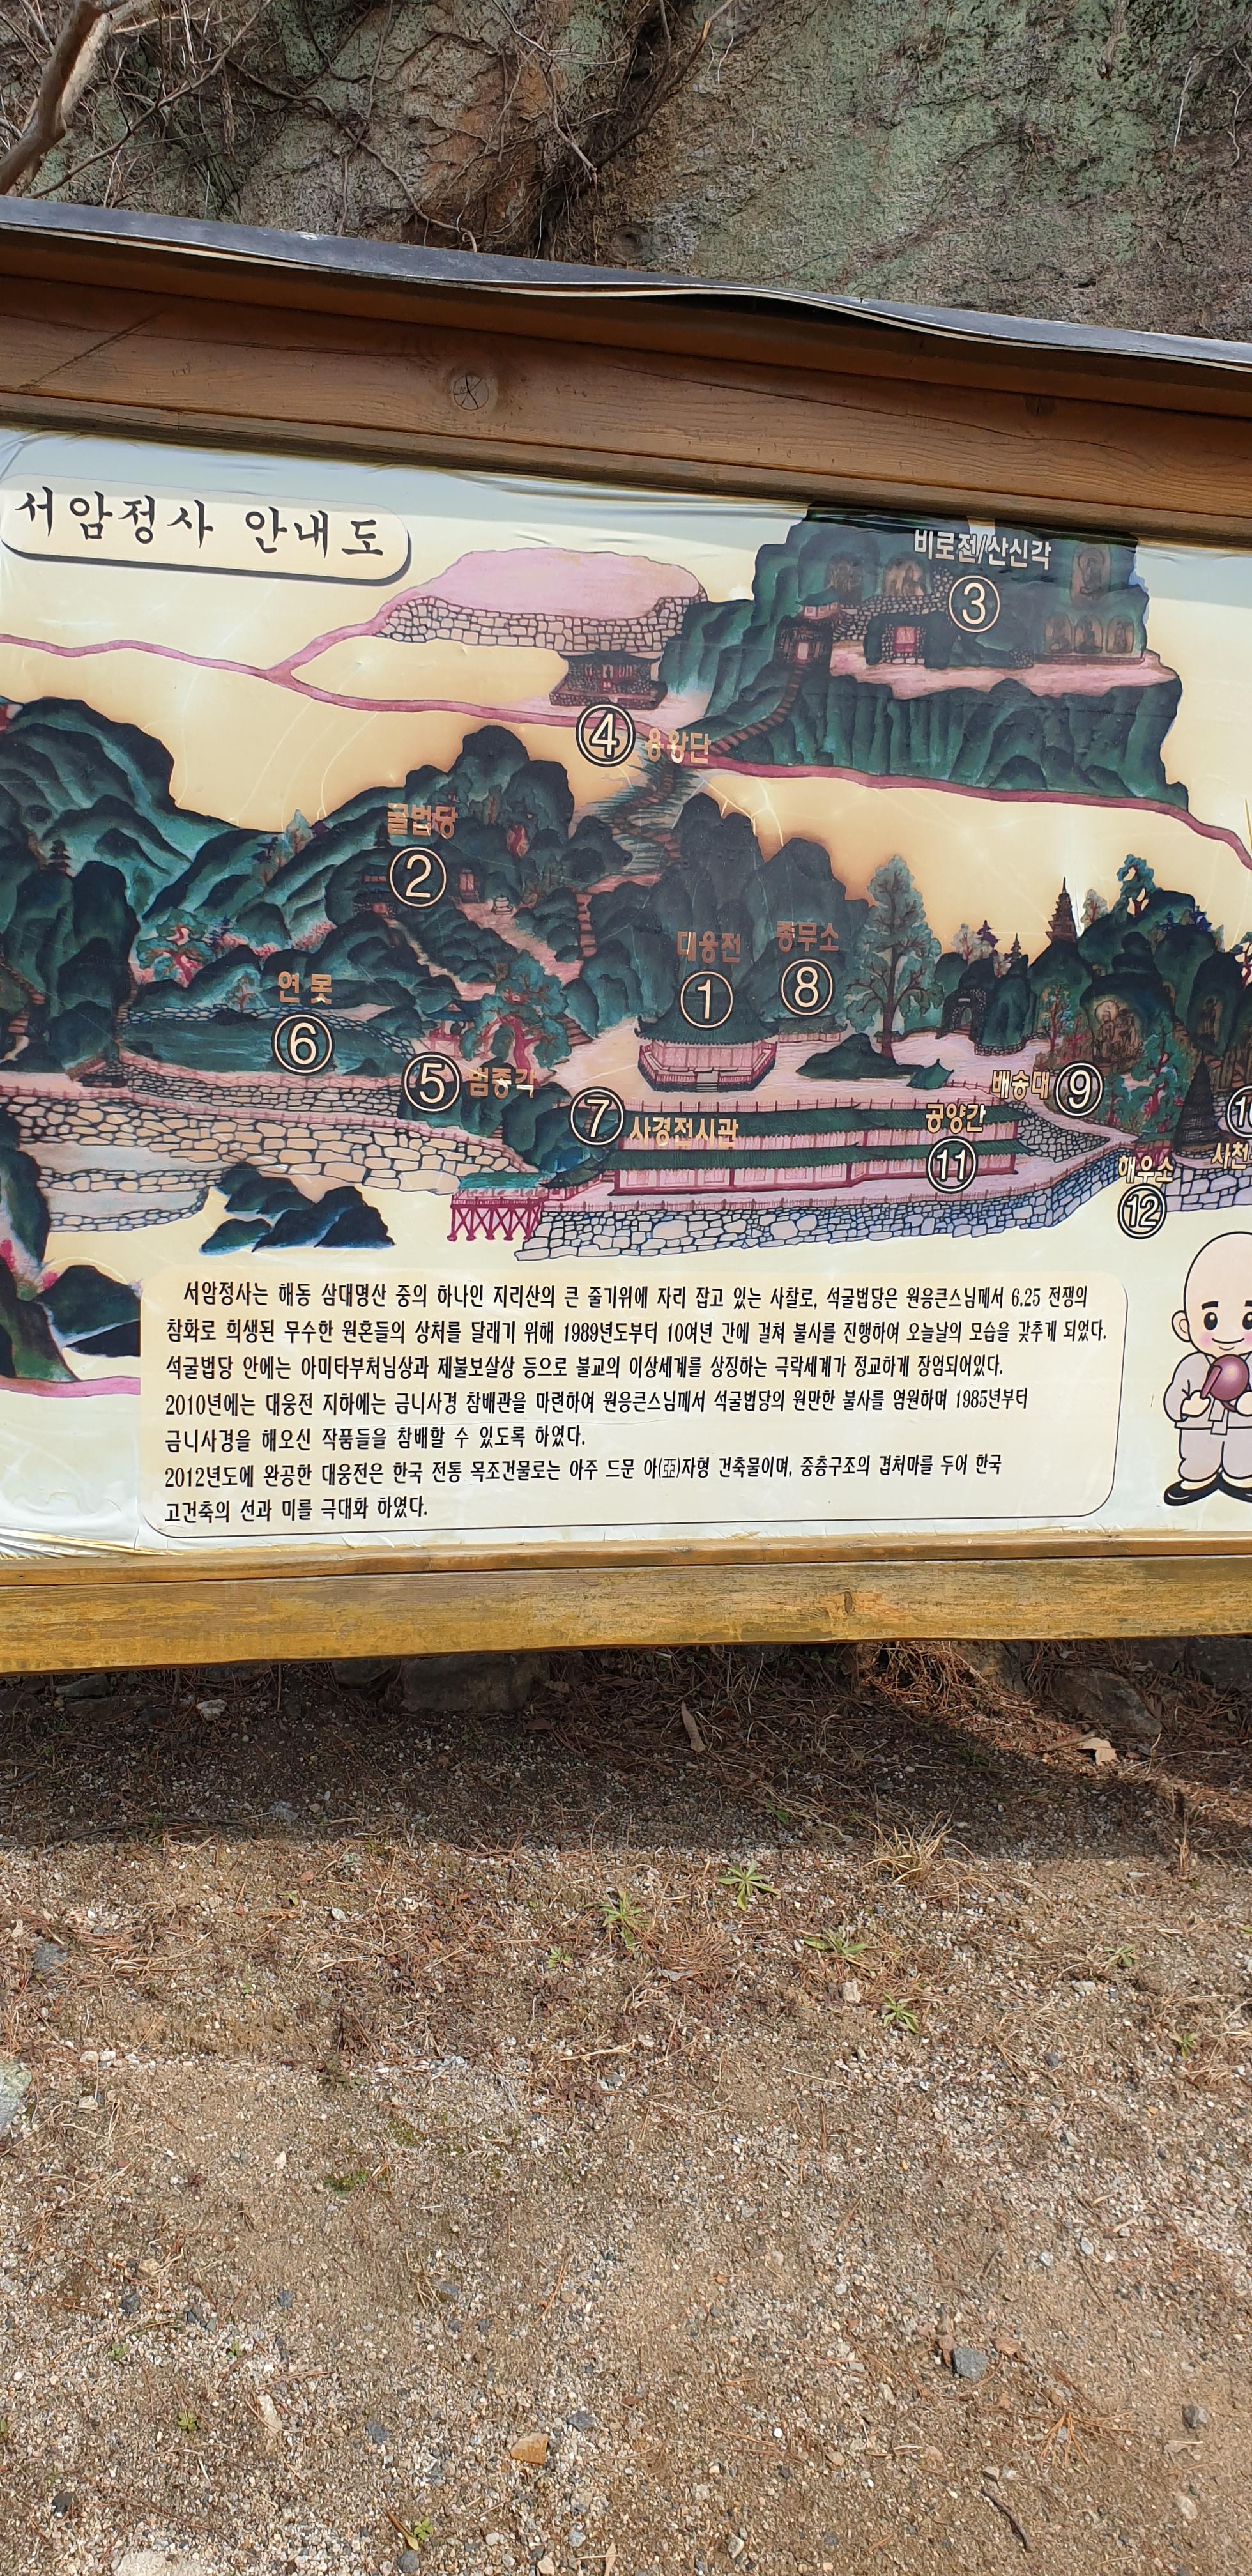 서암정사 안내도
비로전/산신각
③
④ 용왕단
굴법당
②
대웅전
①
종무소
⑧
연못
⑥
⑤ 범종각
⑦ 사경전시관
배송대 ⑨
공양간
⑪
사천
해우소
⑫
서암정사는 해동 삼대명산 중의 하나인 지리산의 큰 줄기위에 자리 잡고 있는 사찰로, 석굴법당은 원응큰스님께서 6.25 전쟁의
참화로 희생된 무수한 원혼들의 상처를 달래기 위해 1989년도부터 10여년 간에 걸쳐 불사를 진행하여 오늘날의 모습을 갖추게 되었다.
석굴법당 안에는 아미타부처님상과 제불보살상 등으로 불교의 이상세계를 상징하는 극락세계가 정교하게 장엄되어있다.
2010년에는 대웅전 지하에는 금니사경 참배관을 마련하여 원응큰스님께서 석굴법당의 원만한 불사를 염원하며 1985년부터
금니사경을 해오신 작품들을 참배할 수 있도록 하였다.
2012년도에 완공한 대웅전은 한국 전통 목조건물로는 아주 드문 아(亞)자형 건축물이며, 중층구조의 겹처마를 두어 한국
고건축의 선과 미를 극대화 하였다.